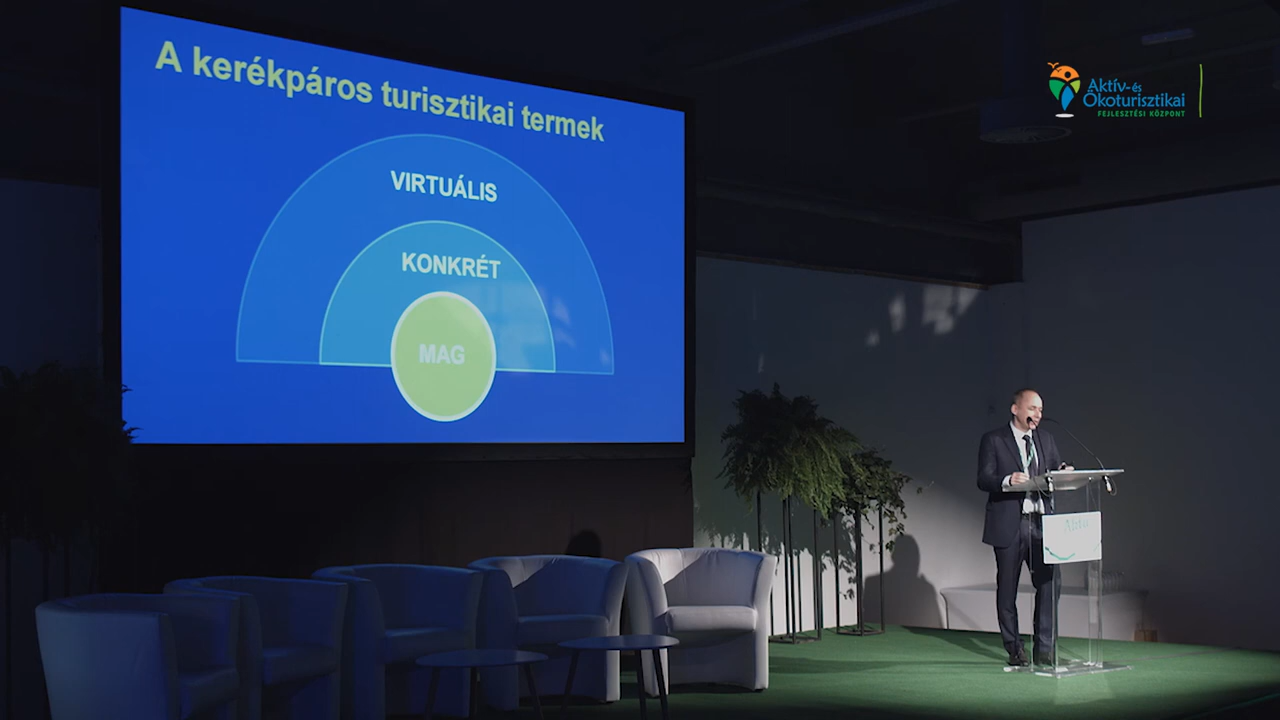 A kerékpáros turisztikai termek
VIRTUÁLIS
KONKRÉT
MAG
Aktív- és
Ökoturisztikai
FEJLESZTÉSI KÖZPONT